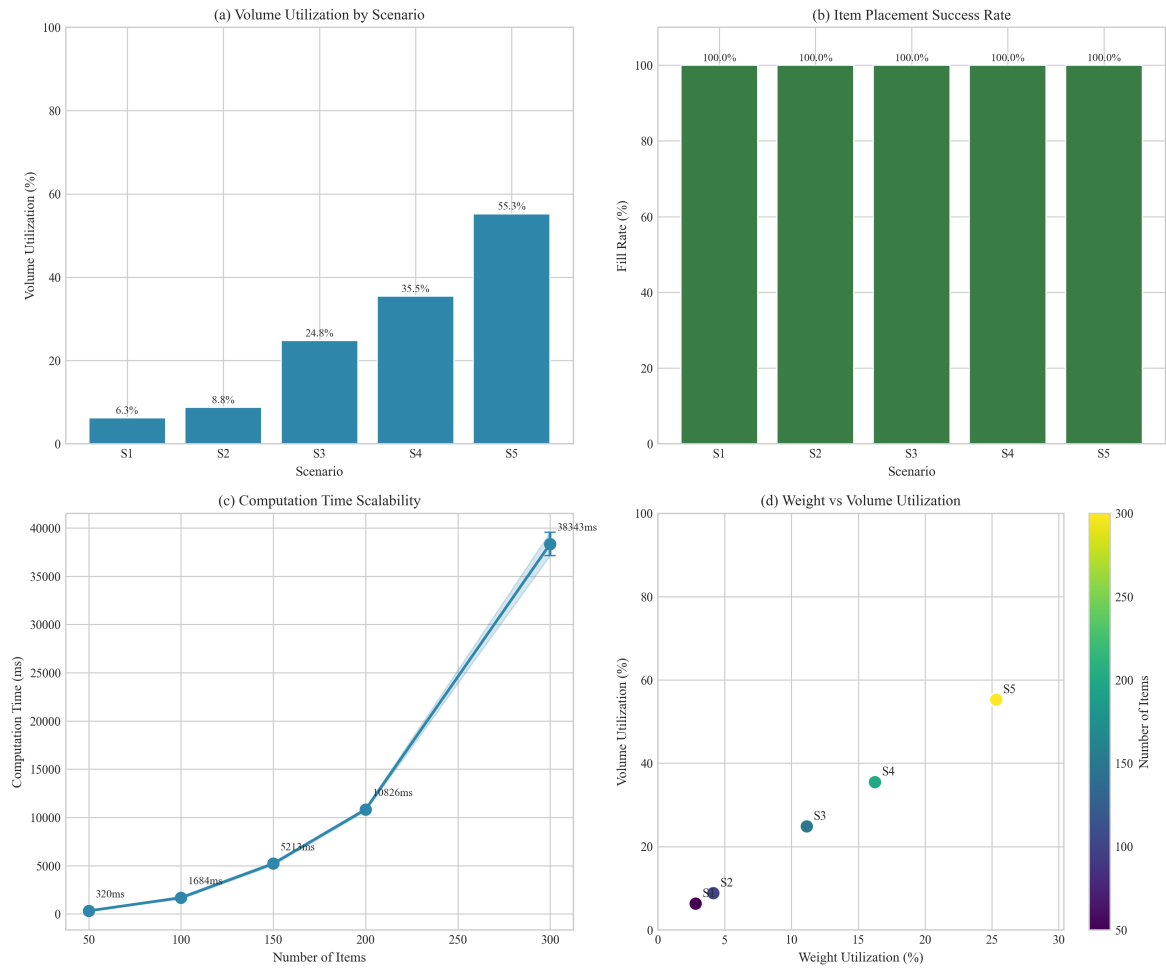 (a) Volume Utilization by Scenario
100
80
60
40
20
0
Volume Utilization (%)
6.3%
8.8%
24.8%
35.5%
55.3%
S1
S2
S3
S4
S5
Scenario
(b) Item Placement Success Rate
100
80
60
40
20
0
Fill Rate (%)
100.0%
100.0%
100.0%
100.0%
100.0%
S1
S2
S3
S4
S5
Scenario
(c) Computation Time Scalability
40000
35000
30000
25000
20000
15000
10000
5000
0
Computation Time (ms)
320ms
1684ms
5213ms
10826ms
38343ms
50
100
150
200
250
300
Number of Items
(d) Weight vs Volume Utilization
100
80
60
40
20
0
Volume Utilization (%)
S1
S2
S3
S4
S5
0
5
10
15
20
25
30
Weight Utilization (%)
300
250
200
150
100
50
Number of Items